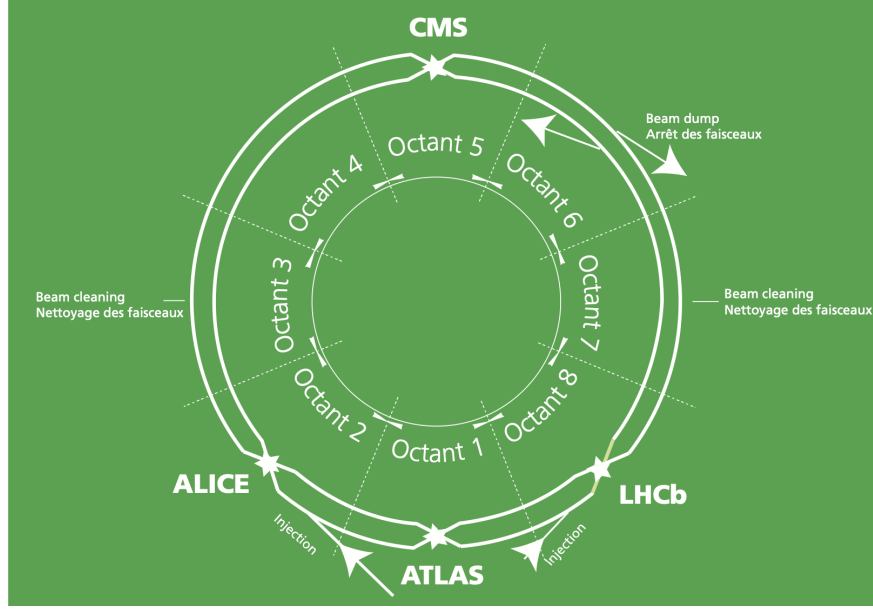 CMS
Beam dump
Arrêt des faisceaux
Octant 5
Octant 4
Octant 6
Octant 3
Octant 7
Beam cleaning
Nettoyage des faisceaux
Beam cleaning
Nettoyage des faisceaux
Octant 2
Octant 8
Octant 1
ALICE
LHCb
Injection
Injection
ATLAS